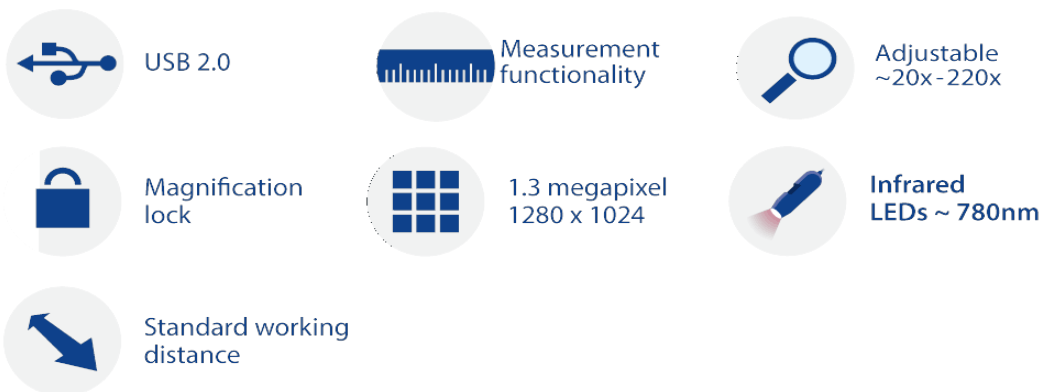 USB 2.0
Measurement
functionality
Adjustable
~20x-220x
Magnification
lock
1.3 megapixel
1280 x 1024
Infrared
LEDs ~ 780nm
Standard working
distance